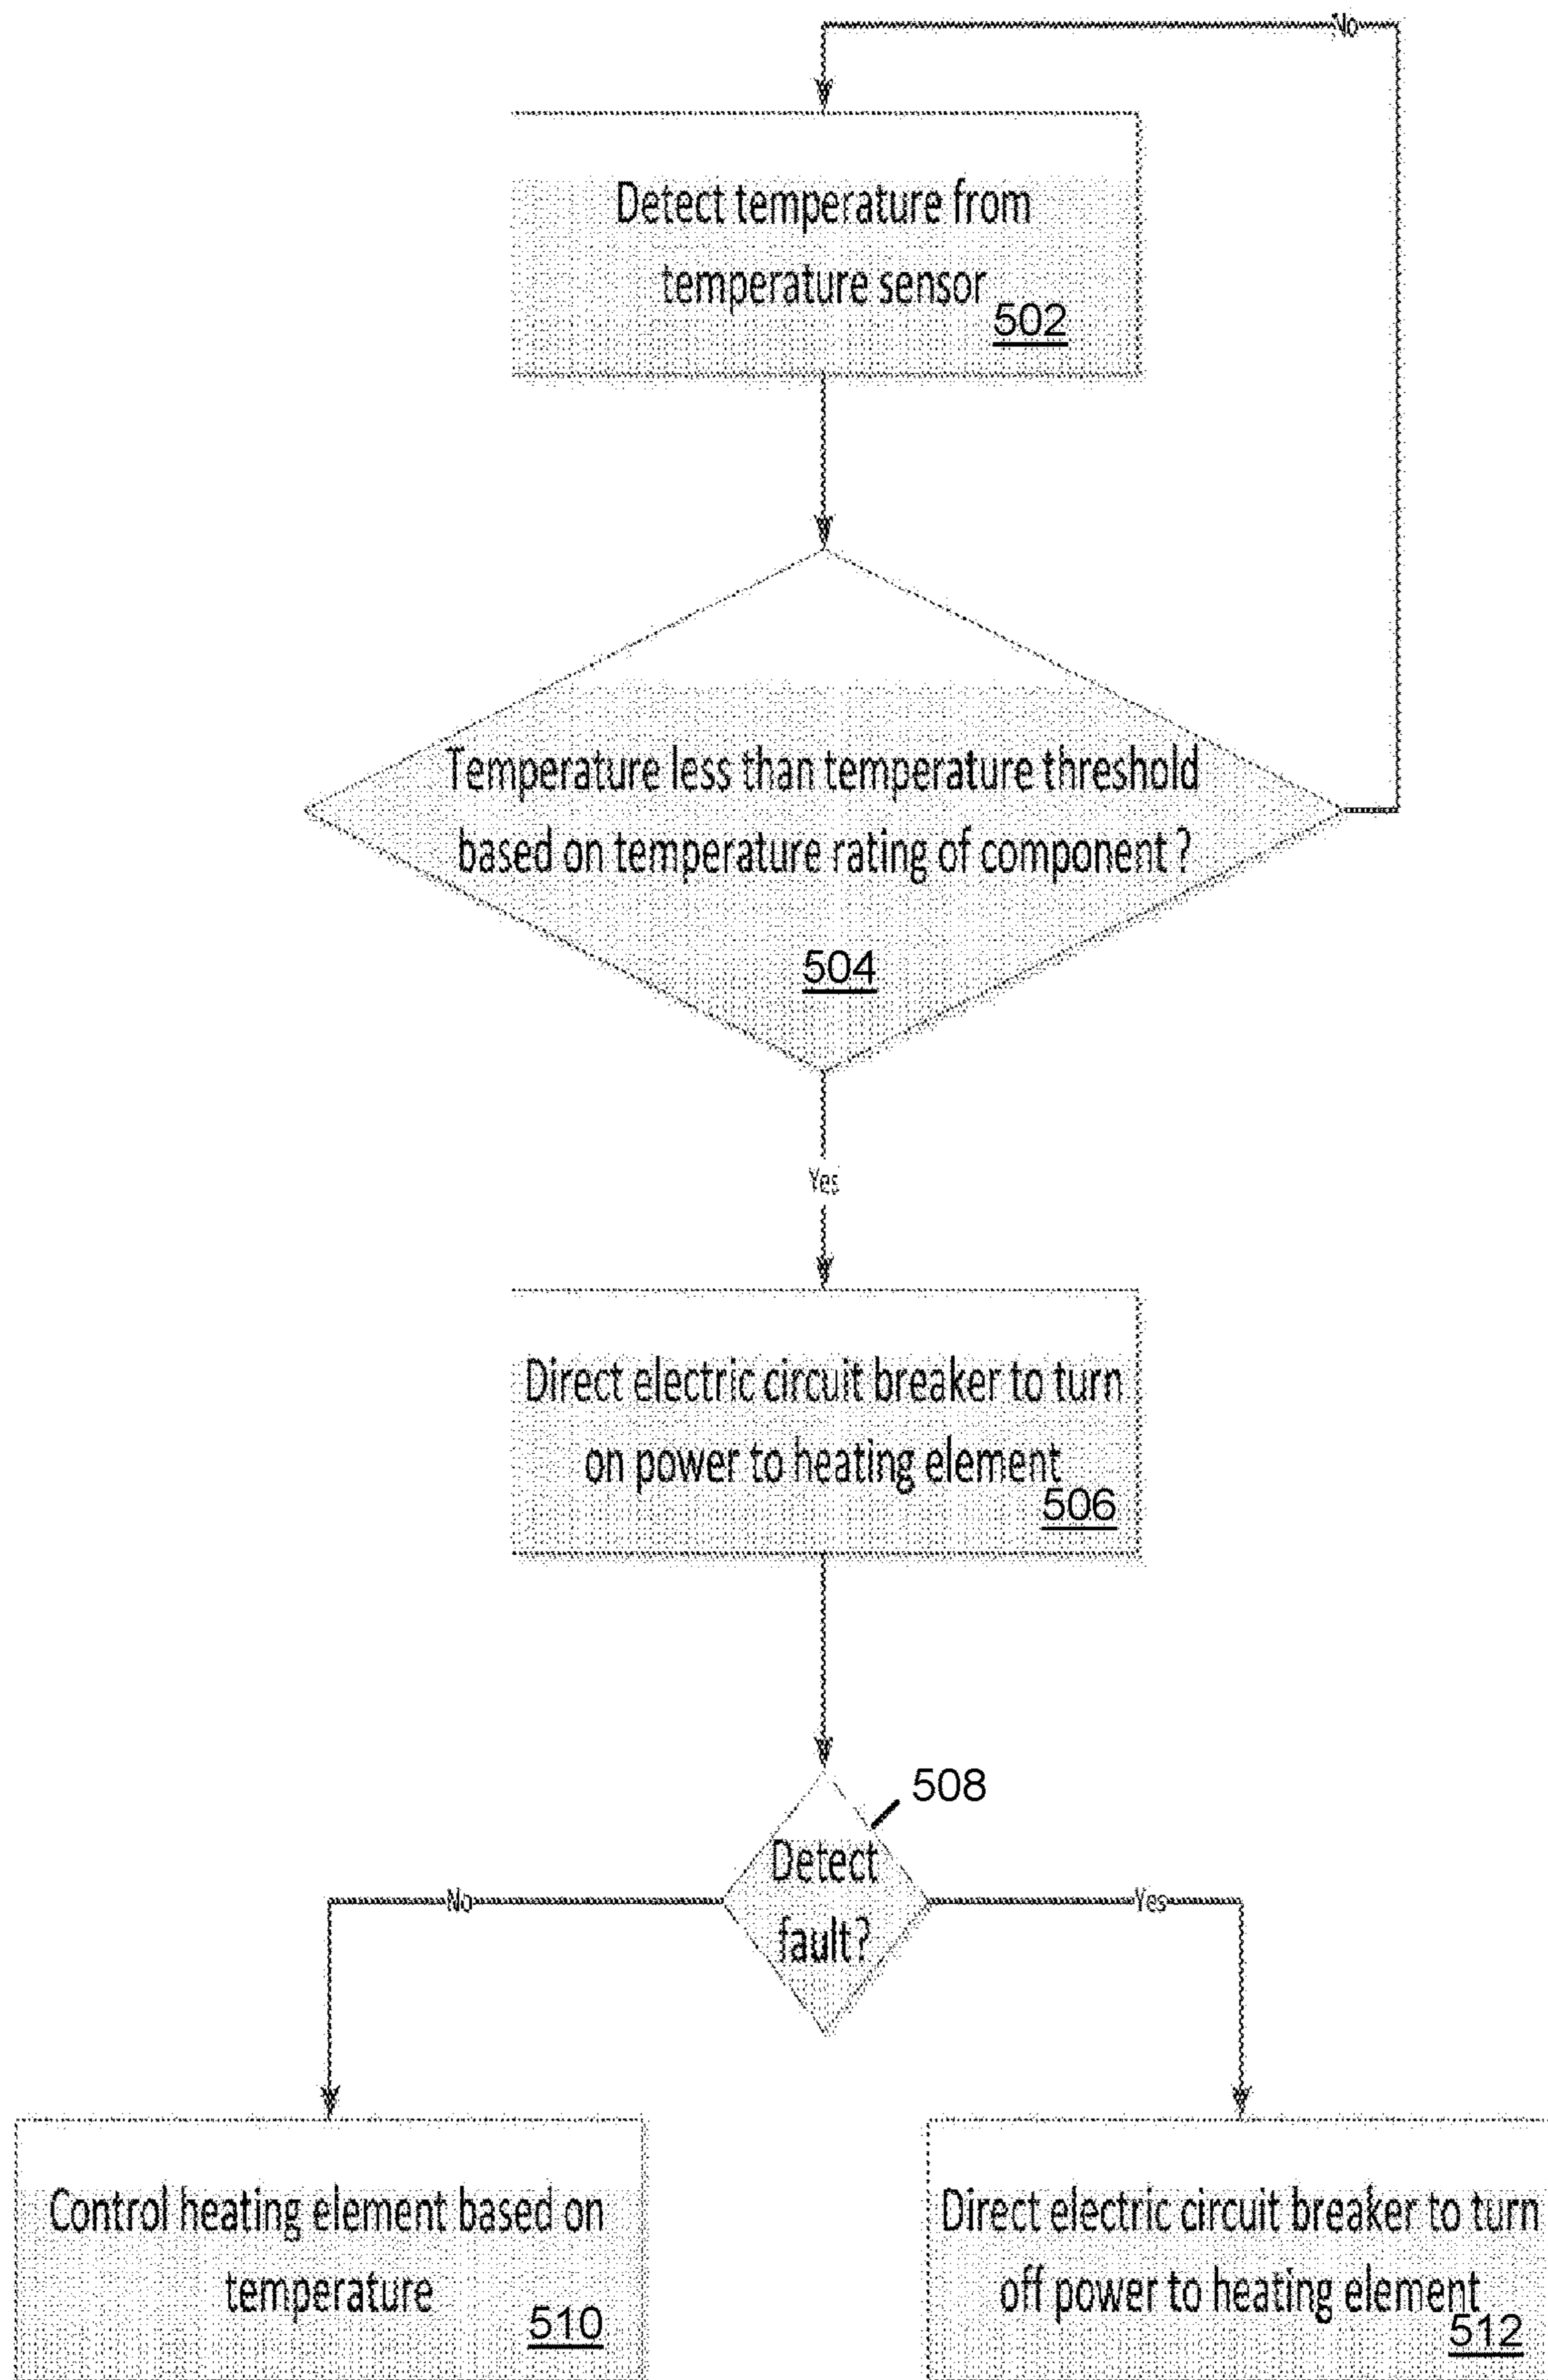 No
Detect temperature from
temperature sensor
502
Temperature less than temperature threshold
based on temperature rating of component?
504
Yes
Direct electric circuit breaker to turn
on power to heating element
506
508
Detect
fault?
No
Yes
Control heating element based on
temperature
510
Direct electric circuit breaker to turn
off power to heating element
512